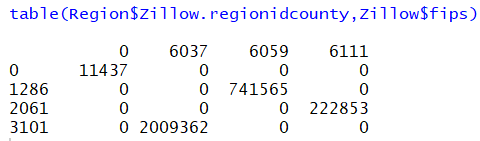 table(Region$Zillow.regionidcounty,Zillow$fips)
0 6037 6059 6111
0 11437 0 0 0
1286 0 0 741565 0
2061 0 0 0 222853
3101 0 2009362 0 0